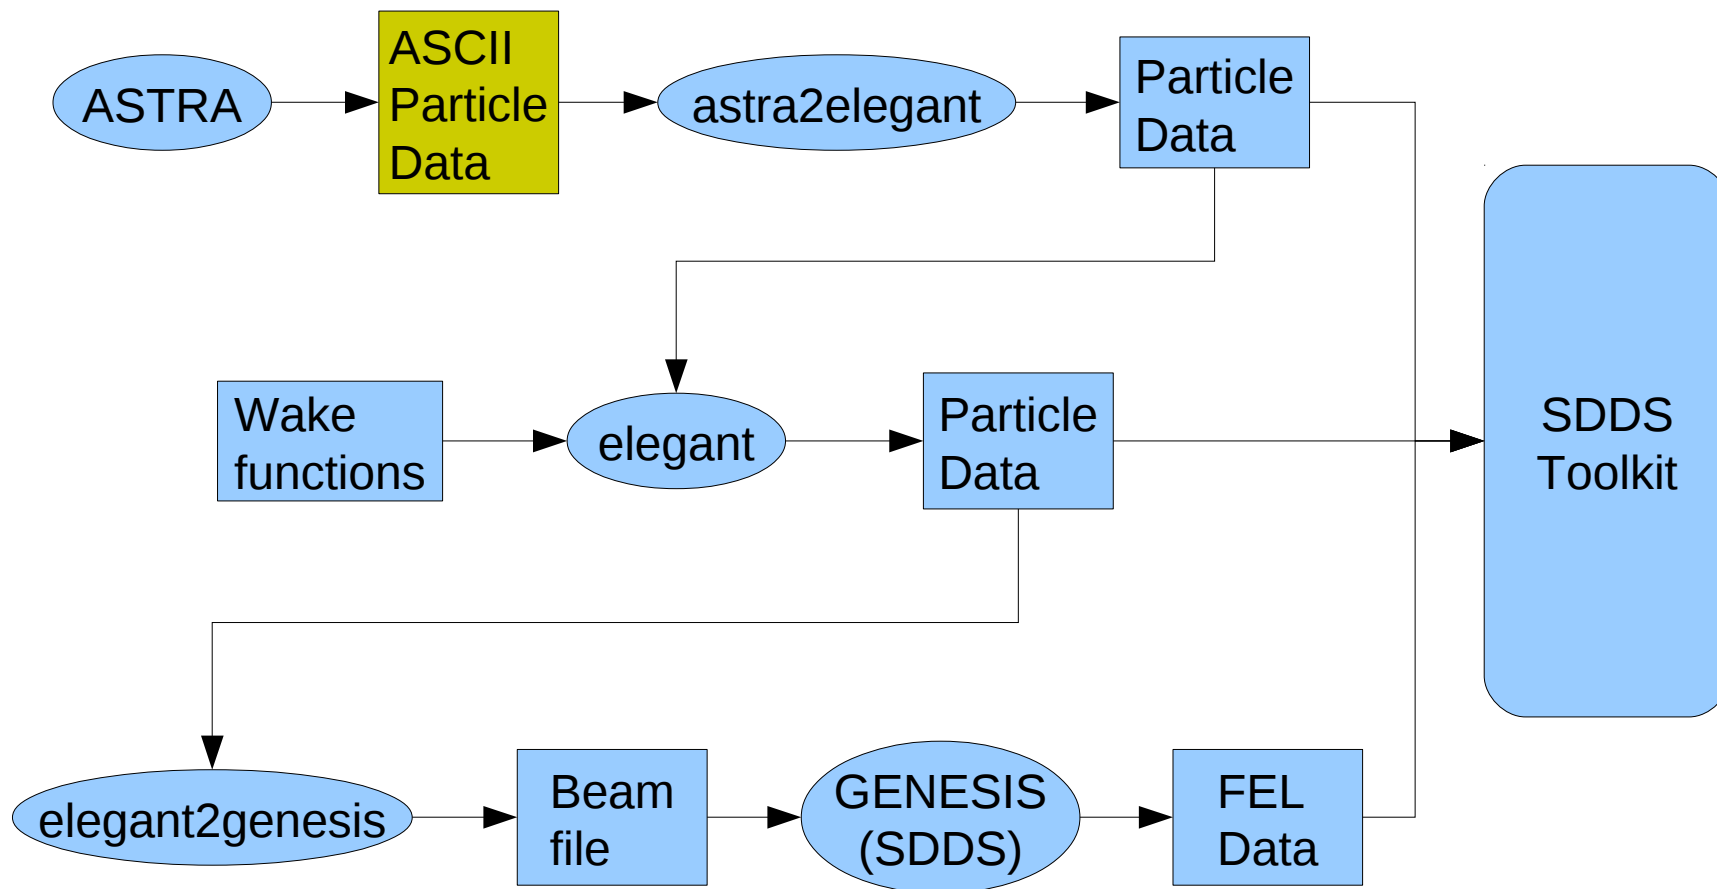 ASTRA
ASCII
Particle
Data
astra2elegant
Particle
Data
Wake
functions
elegant
Particle
Data
SDDS
Toolkit
elegant2genesis
Beam
file
GENESIS
(SDDS)
FEL
Data